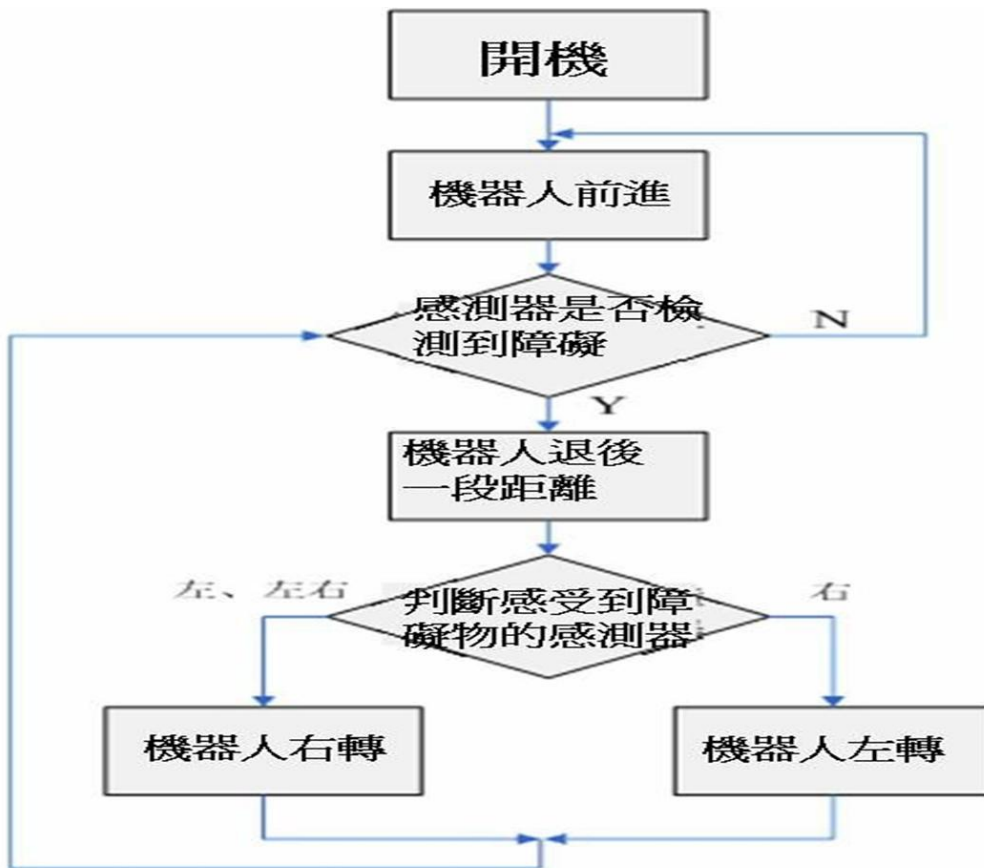 開機
機器人前進
感測器是否檢
測到障礙
N
Y
機器人退後
一段距離
左、左右
判斷感受到障
礙物的感測器
右
機器人右轉
機器人左轉